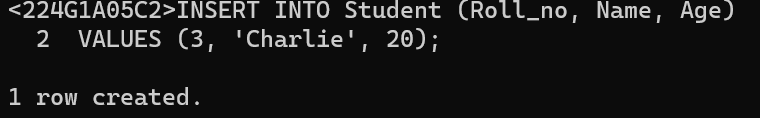 <224G1A05C2>INSERT INTO Student (Roll_no, Name, Age)
  2  VALUES (3, 'Charlie', 20);
1 row created.